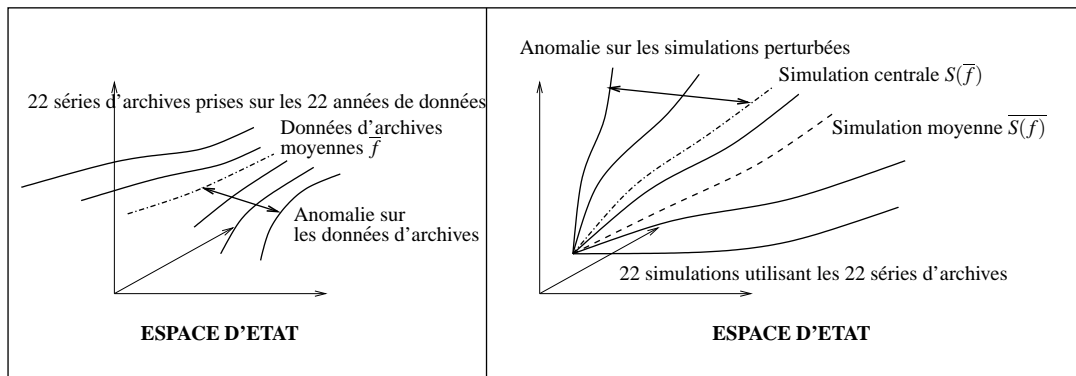 22 séries d'archives prises sur les 22 années de données
Données d'archives
moyennes f̅
Anomalie sur
les données d'archives
ESPACE D'ETAT
Anomalie sur les simulations perturbées
Simulation centrale S(f̅)
Simulation moyenne S̅(̅f̅)̅
22 simulations utilisant les 22 séries d'archives
ESPACE D'ETAT